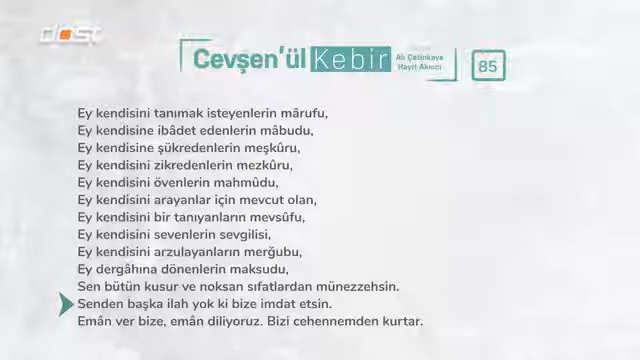 dost
Cevşen'ül Kebir
Ali Çetinkaya
Hayri Akıncı
85
Ey kendisini tanımak isteyenlerin mârufu,
Ey kendisine ibâdet edenlerin mâbudu,
Ey kendisine şükredenlerin meşkûru,
Ey kendisini zikredenlerin mezkûru,
Ey kendisini övenlerin mahmûdu,
Ey kendisini arayanlar için mevcut olan,
Ey kendisini bir tanıyanların mevsûfu,
Ey kendisini sevenlerin sevgilisi,
Ey kendisini arzulayanların merğubu,
Ey dergâhına dönenlerin maksudu,
Sen bütün kusur ve noksan sıfatlardan münezzehsin.
Senden başka ilah yok ki bize imdat etsin.
Emân ver bize, emân diliyoruz. Bizi cehennemden kurtar.